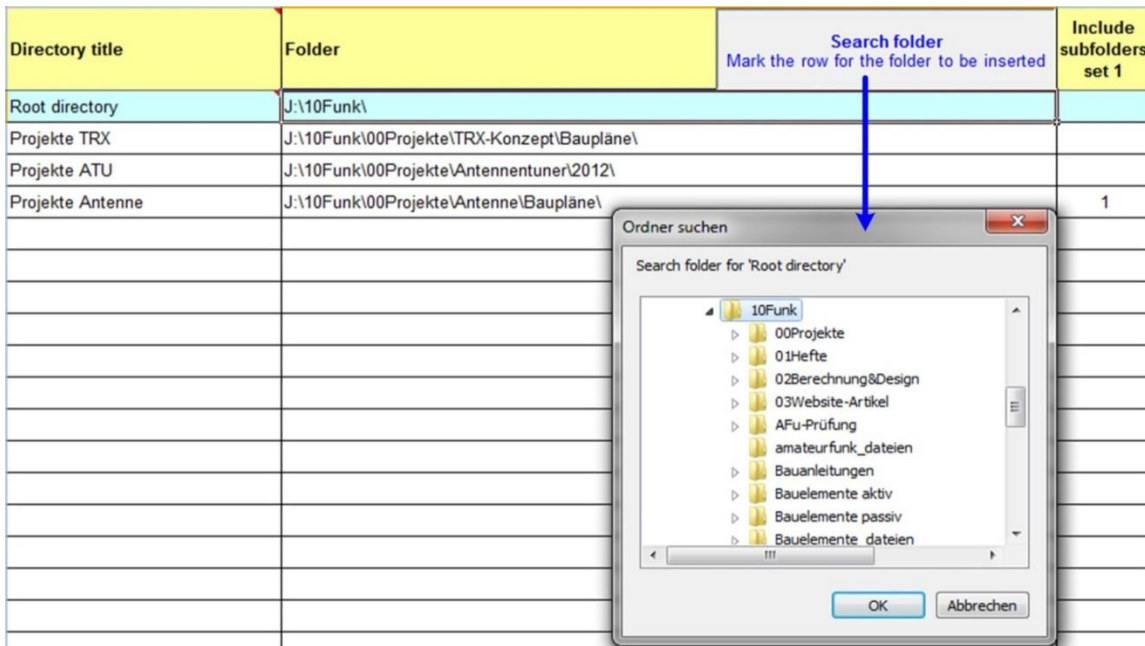 Directory title
Folder
Search folder
Mark the row for the folder to be inserted
Include
subfolders
set 1
Root directory
J:\10Funk\
Projekte TRX
J:\10Funk\00Projekte\TRX-Konzept\Baupläne\
Projekte ATU
J:\10Funk\00Projekte\Antennentuner\2012\
Projekte Antenne
J:\10Funk\00Projekte\Antenne\Baupläne\
1
Ordner suchen
Search folder for 'Root directory'
10Funk
00Projekte
01Hefte
02Berechnung&Design
03Website-Artikel
AFu-Prüfung
amateurfunk_dateien
Bauanleitungen
Bauelemente aktiv
Bauelemente passiv
Bauelemente_dateien
OK
Abbrechen